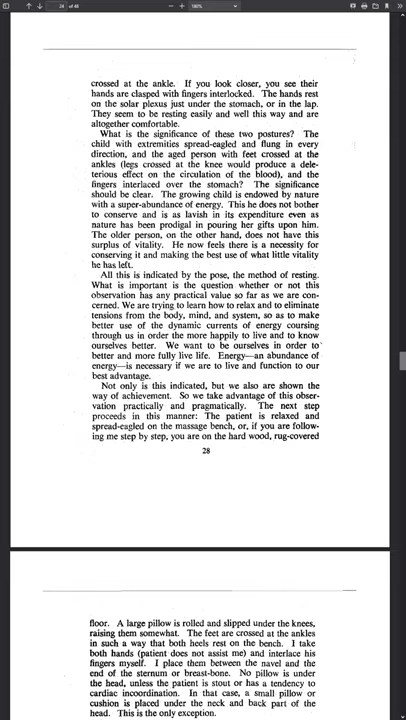 24 of 48
180%
crossed at the ankle. If you look closer, you see their
hands are clasped with fingers interlocked. The hands rest
on the solar plexus just under the stomach, or in the lap.
They seem to be resting easily and well this way and are
altogether comfortable.
What is the significance of these two postures? The
child with extremities spread-eagled and flung in every
direction, and the aged person with feet crossed at the
ankles (legs crossed at the knee would produce a dele-
terious effect on the circulation of the blood), and the
fingers interlaced over the stomach? The significance
should be clear. The growing child is endowed by nature
with a super-abundance of energy. This he does not bother
to conserve and is as lavish in its expenditure even as
nature has been prodigal in pouring her gifts upon him.
The older person, on the other hand, does not have this
surplus of vitality. He now feels there is a necessity for
conserving it and making the best use of what little vitality
he has left.
All this is indicated by the pose, the method of resting.
What is important is the question whether or not this
observation has any practical value so far as we are con-
cerned. We are trying to learn how to relax and to eliminate
tensions from the body, mind, and system, so as to make
better use of the dynamic currents of energy coursing
through us in order the more happily to live and to know
ourselves better. We want to be ourselves in order to
better and more fully live life. Energy—an abundance of
energy—is necessary if we are to live and function to our
best advantage.
Not only is this indicated, but we also are shown the
way of achievement. So we take advantage of this obser-
vation practically and pragmatically. The next step
proceeds in this manner: The patient is relaxed and
spread-eagled on the massage bench, or, if you are follow-
ing me step by step, you are on the hard wood, rug-covered
28
floor. A large pillow is rolled and slipped under the knees,
raising them somewhat. The feet are crossed at the ankles
in such a way that both heels rest on the bench. I take
both hands (patient does not assist me) and interlace his
fingers myself. I place them between the navel and the
end of the sternum or breast-bone. No pillow is under
the head, unless the patient is stout or has a tendency to
cardiac incoordination. In that case, a small pillow or
cushion is placed under the neck and back part of the
head. This is the only exception.